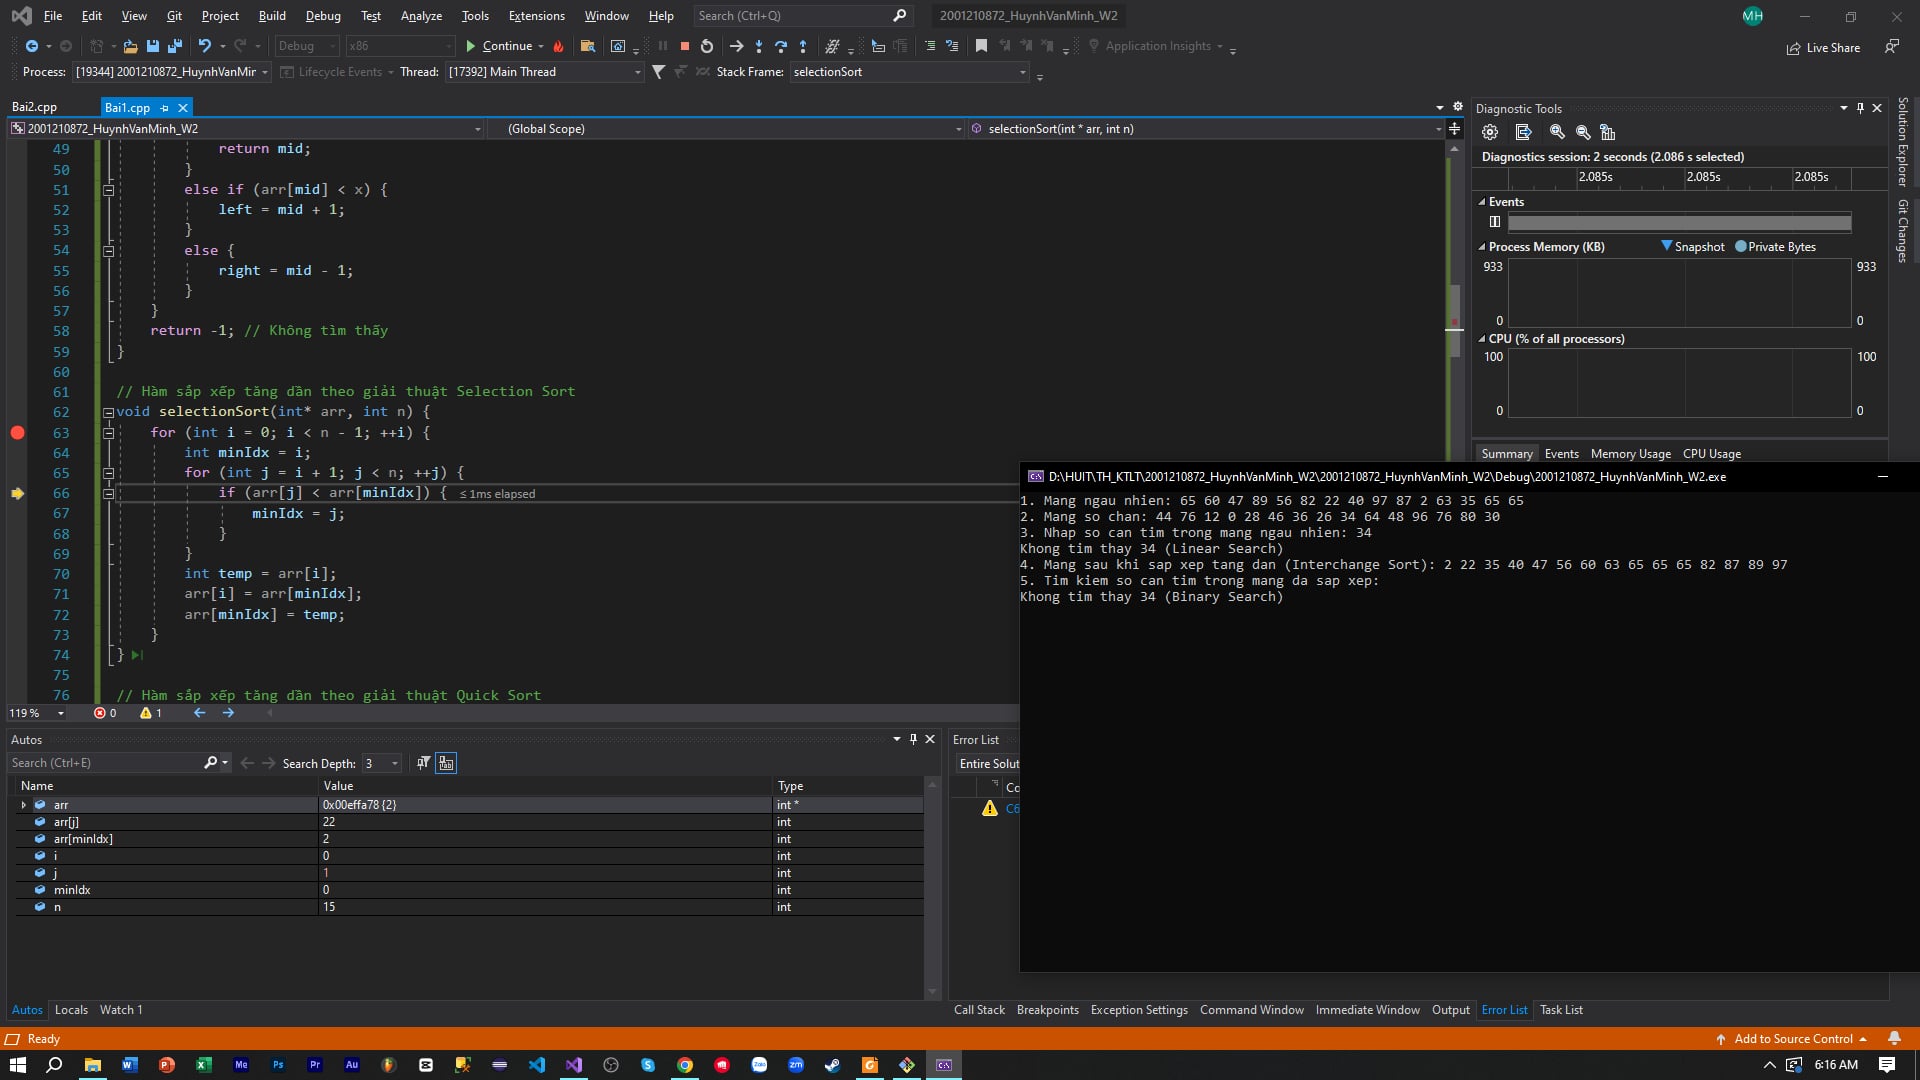 File Edit View Git Project Build Debug Test Analyze Tools Extensions Window Help Search (Ctrl+Q) 2001210872_HuynhVanMinh_W2 MH
Debug x86 Continue Application Insights Live Share
Process: [19344] 2001210872_HuynhVanMir Lifecycle Events Thread: [17392] Main Thread Stack Frame: selectionSort
Bai2.cpp Bai1.cpp
2001210872_HuynhVanMinh_W2 (Global Scope) selectionSort(int * arr, int n)
49 return mid;
50 }
51 else if (arr[mid] < x) {
52 left = mid + 1;
53 }
54 else {
55 right = mid - 1;
56 }
57 }
58 return -1; // Không tìm thấy
59 }
60
61 // Hàm sắp xếp tăng dần theo giải thuật Selection Sort
62 void selectionSort(int* arr, int n) {
63 for (int i = 0; i < n - 1; ++i) {
64 int minIdx = i;
65 for (int j = i + 1; j < n; ++j) {
66 if (arr[j] < arr[minIdx]) { ≤ 1ms elapsed
67 minIdx = j;
68 }
69 }
70 int temp = arr[i];
71 arr[i] = arr[minIdx];
72 arr[minIdx] = temp;
73 }
74 }
75
76 // Hàm sắp xếp tăng dần theo giải thuật Quick Sort
119 % 0 1
Diagnostic Tools
Diagnostics session: 2 seconds (2.086 s selected)
2.085s 2.085s 2.085s
Events
Process Memory (KB) Snapshot Private Bytes
933 933
0 0
CPU (% of all processors)
100 100
0 0
Summary Events Memory Usage CPU Usage
Solution Explorer
Git Changes
D:\HUIT\TH_KTLT\2001210872_HuynhVanMinh_W2\2001210872_HuynhVanMinh_W2\Debug\2001210872_HuynhVanMinh_W2.exe
1. Mang ngau nhien: 65 60 47 89 56 82 22 40 97 87 2 63 35 65 65
2. Mang so chan: 44 76 12 0 28 46 36 26 34 64 48 96 76 80 30
3. Nhap so can tim trong mang ngau nhien: 34
Khong tim thay 34 (Linear Search)
4. Mang sau khi sap xep tang dan (Interchange Sort): 2 22 35 40 47 56 60 63 65 65 65 82 87 89 97
5. Tim kiem so can tim trong mang da sap xep:
Khong tim thay 34 (Binary Search)
Autos
Search (Ctrl+E) Search Depth: 3
Name Value Type
arr 0x00effa78 {2} int *
arr[j] 22 int
arr[minIdx] 2 int
i 0 int
j 1 int
minIdx 0 int
n 15 int
Autos Locals Watch 1
Error List
Entire Solut
Co
C6
Call Stack Breakpoints Exception Settings Command Window Immediate Window Output Error List Task List
Ready Add to Source Control
6:16 AM